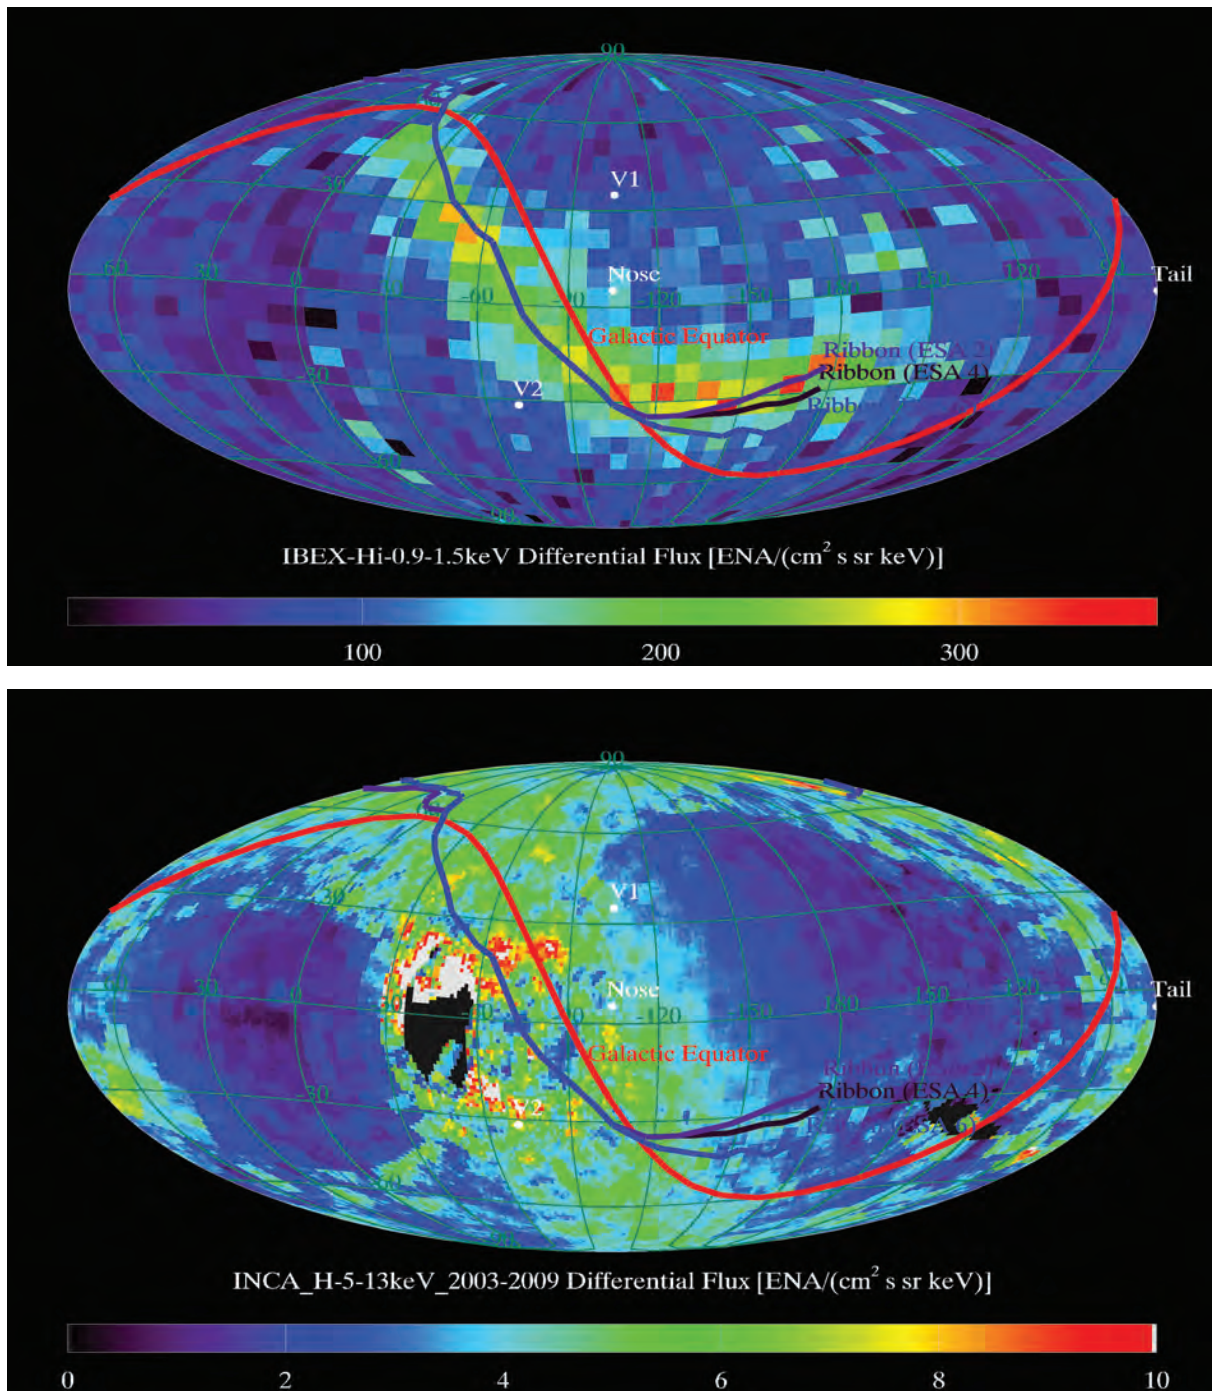 90
V1
60 30 0 -60 -90 -120 -150 180 150 120 90
Nose
Tail
Galactic Equator
Ribbon (ESA 2)
Ribbon (ESA 4)
V2
-30
-60
-90
IBEX-Hi-0.9-1.5keV Differential Flux [ENA/(cm² s sr keV)]
100 200 300
90
60
30
V1
90 30 0 -30 -60 -90 -120 -150 180 150 120 90
Nose
Tail
Galactic Equator
Ribbon (ESA 4)
V2
-30
-60
INCA_H-5-13keV_2003-2009 Differential Flux [ENA/(cm² s sr keV)]
0 2 4 6 8 10